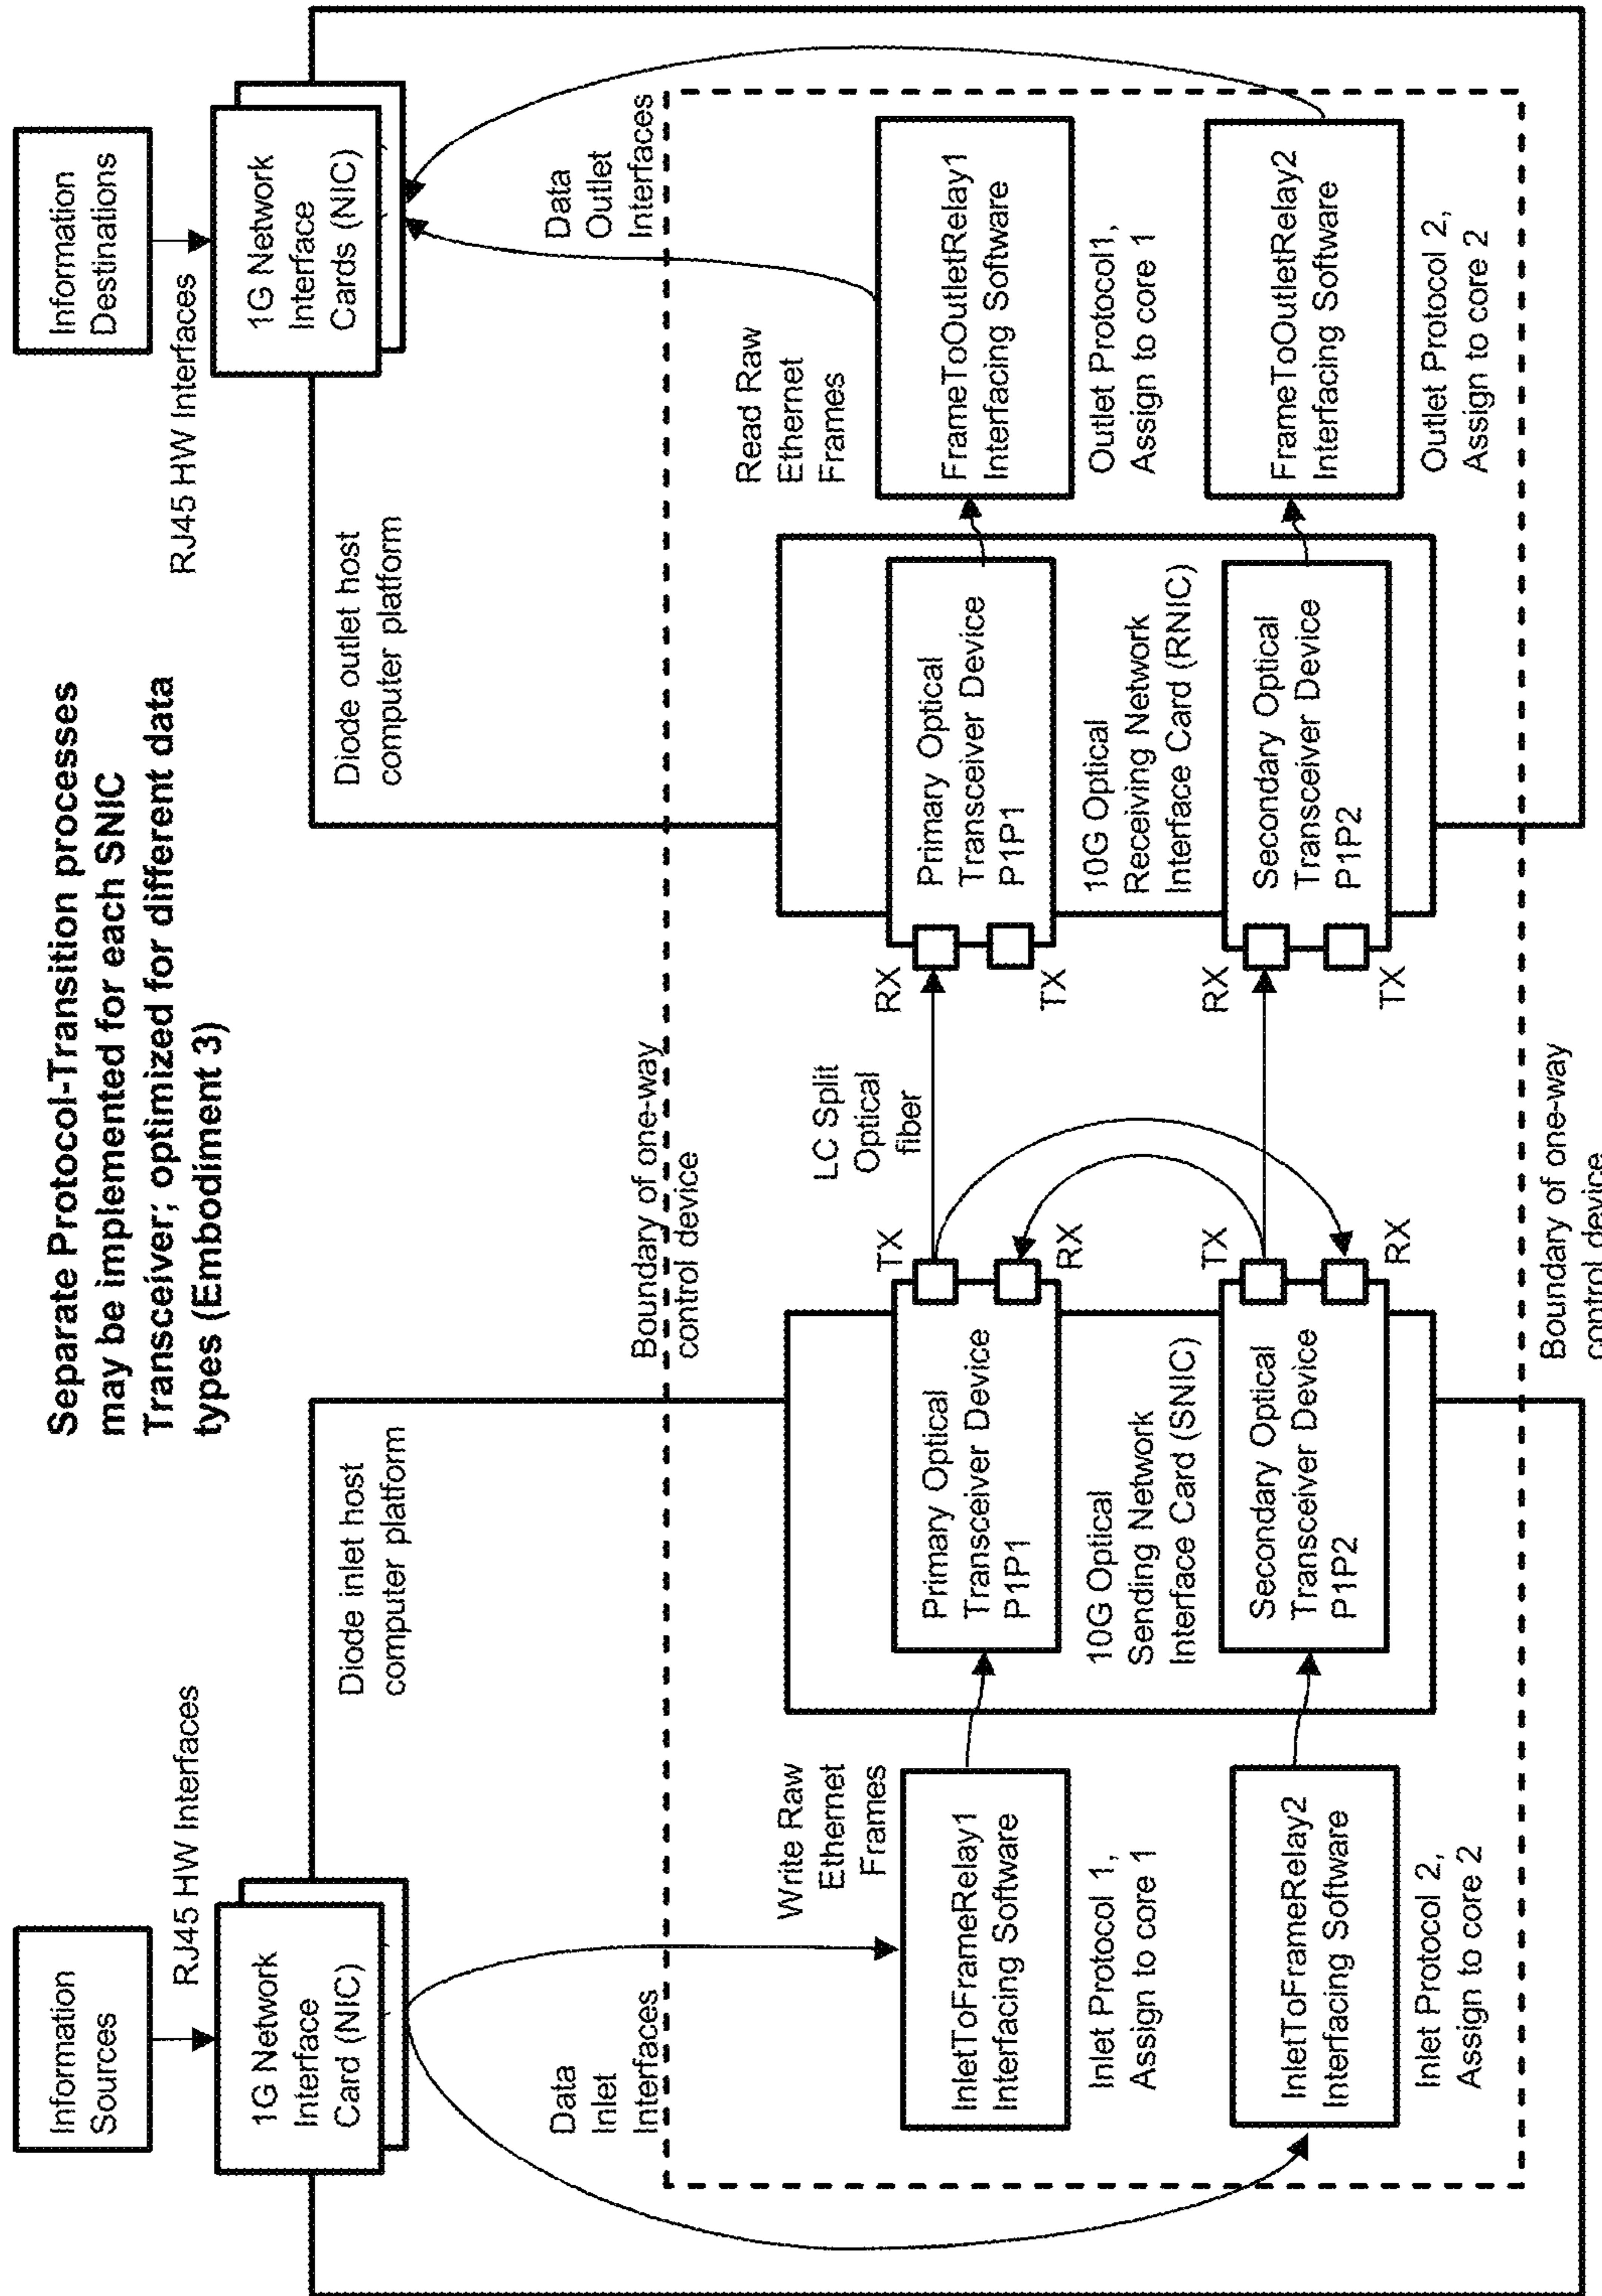 Separate Protocol-Transition processes
may be implemented for each SNIC
Transceiver; optimized for different data
types (Embodiment 3)
Information
Sources
RJ45 HW Interfaces
1G Network
Interface
Card (NIC)
Diode inlet host
computer platform
Data
Inlet
Interfaces
Write Raw
Ethernet
Frames
InletToFrameRelay1
Interfacing Software
Inlet Protocol 1,
Assign to core 1
InletToFrameRelay2
Interfacing Software
Inlet Protocol 2,
Assign to core 2
Primary Optical
Transceiver Device
P1P1
10G Optical
Sending Network
Interface Card (SNIC)
Secondary Optical
Transceiver Device
P1P2
TX
RX
TX
RX
Boundary of one-way
control device
LC Split
Optical
fiber
Boundary of one-way
control device
RX
TX
RX
TX
Primary Optical
Transceiver Device
P1P1
10G Optical
Receiving Network
Interface Card (RNIC)
Secondary Optical
Transceiver Device
P1P2
Diode outlet host
computer platform
Read Raw
Ethernet
Frames
FrameToOutletRelay1
Interfacing Software
Outlet Protocol1,
Assign to core 1
FrameToOutletRelay2
Interfacing Software
Outlet Protocol 2,
Assign to core 2
Data
Outlet
Interfaces
Information
Destinations
RJ45 HW Interfaces
1G Network
Interface
Cards (NIC)